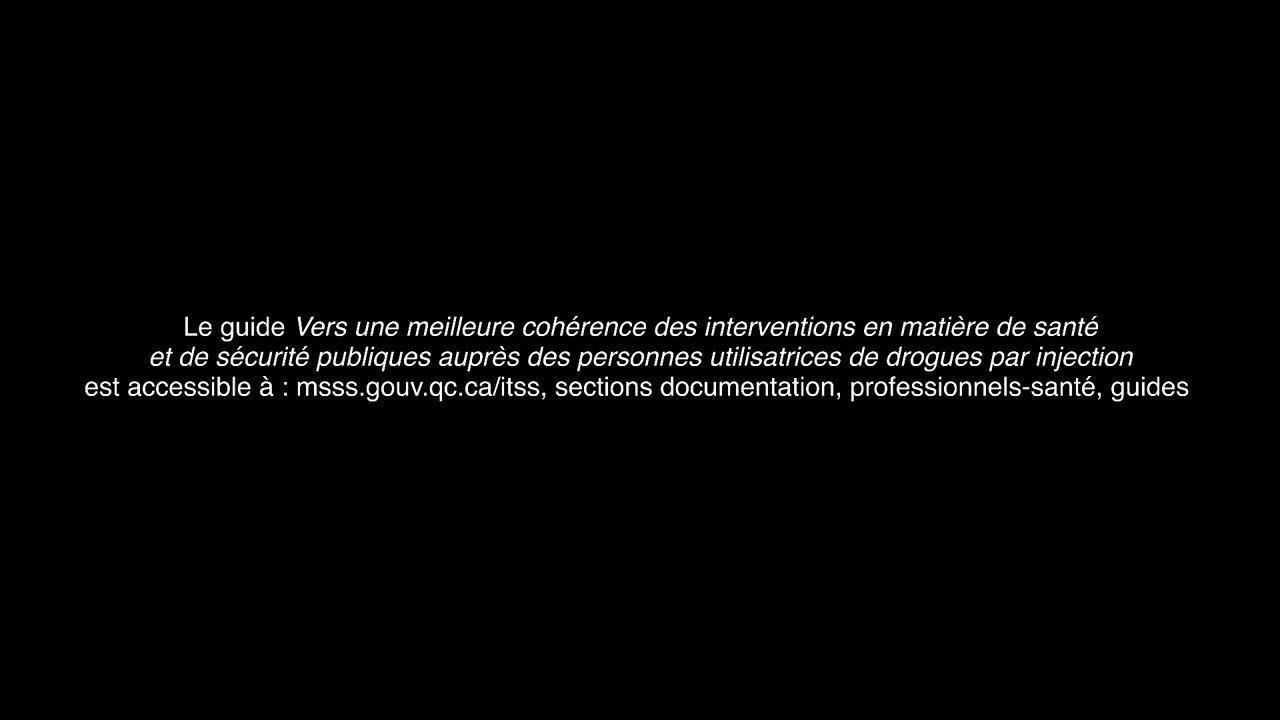 Le guide Vers une meilleure cohérence des interventions en matière de santé
et de sécurité publiques auprès des personnes utilisatrices de drogues par injection
est accessible à : msss.gouv.qc.ca/itss, sections documentation, professionnels-santé, guides